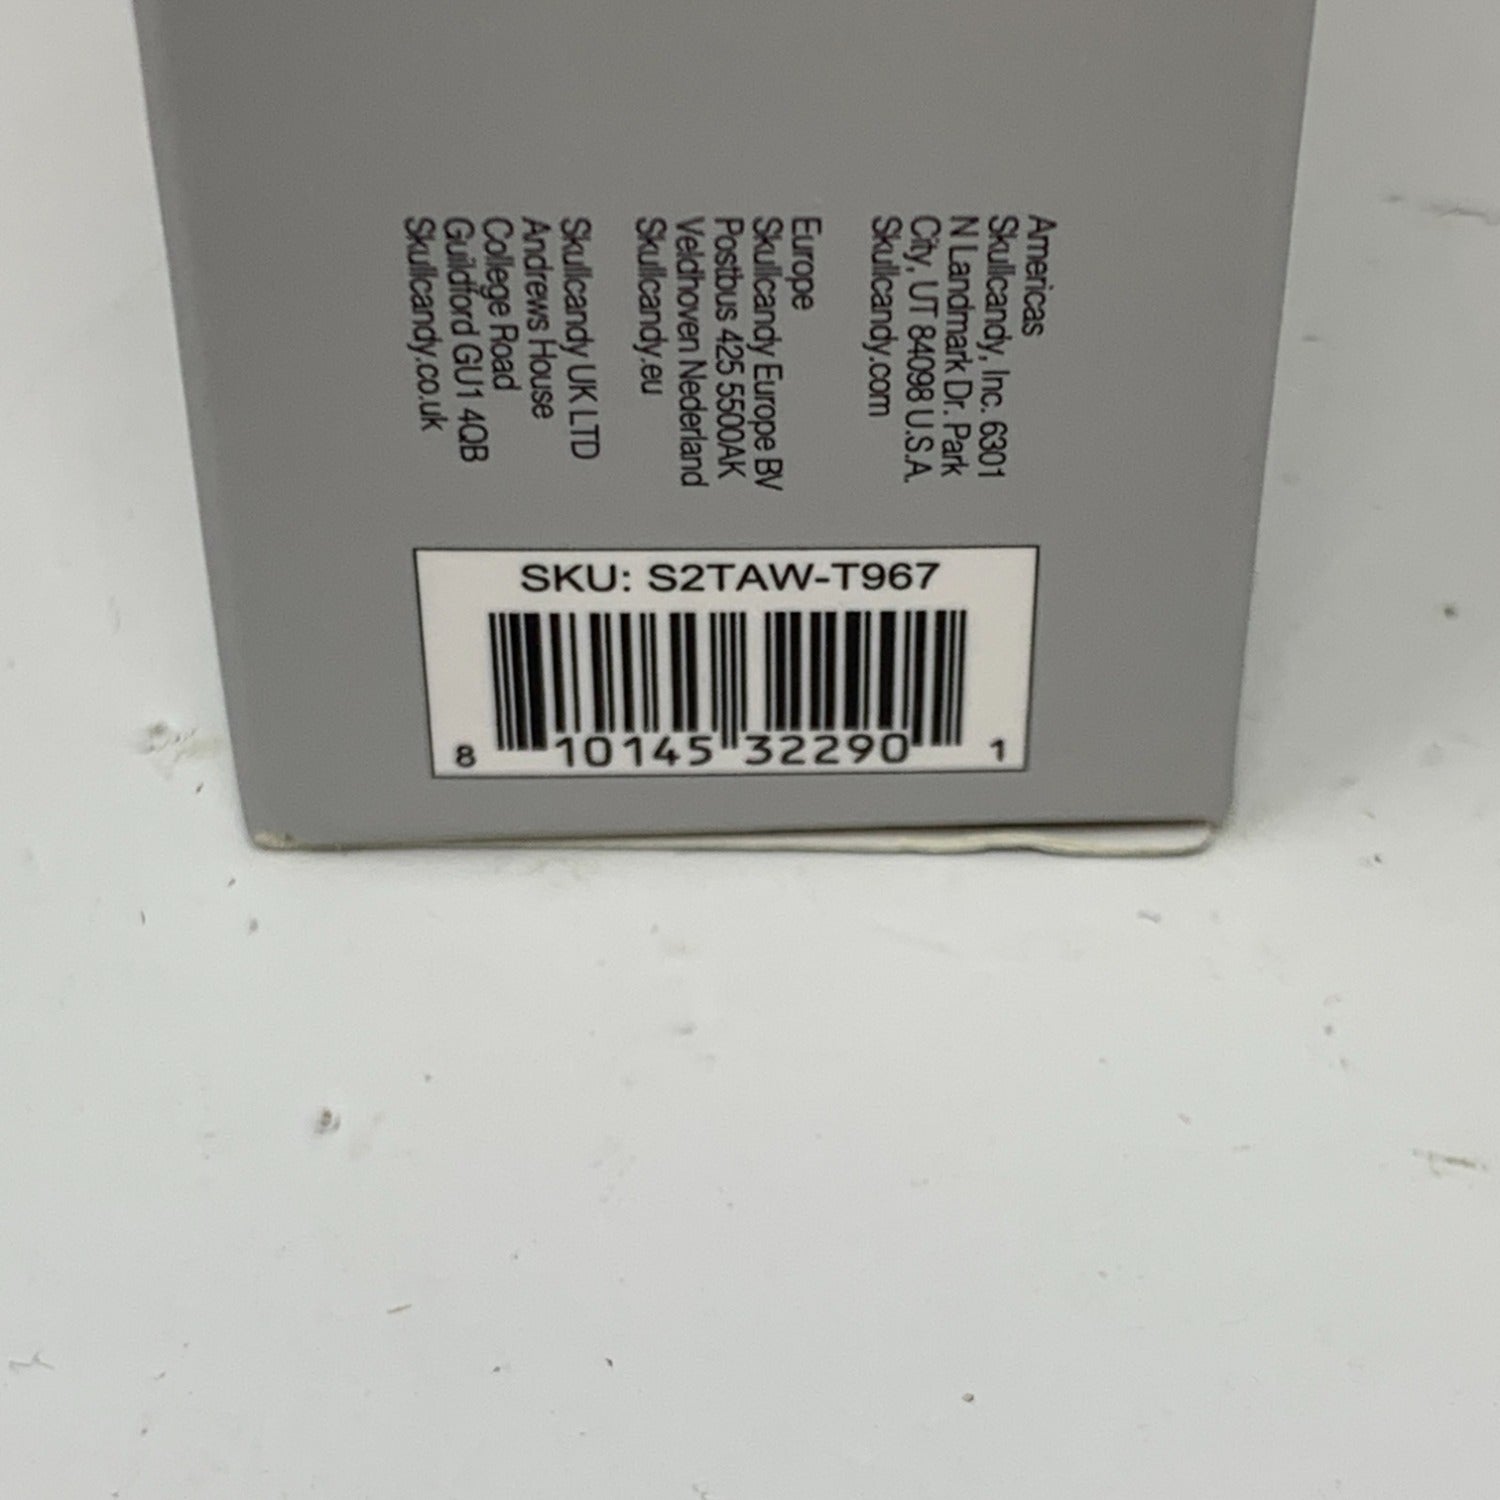 Americas
Skullcandy, Inc. 6301
N Landmark Dr. Park
City, UT 84098 U.S.A.
Skullcandy.com
Europe
Skullcandy Europe BV
Postbus 425 5500AK
Veldhoven Nederland
Skullcandy.eu
Skullcandy UK LTD
Andrews House
College Road
Guildford GU1 4QB
Skullcandy.co.uk
SKU: S2TAW-T967
8 10145 32290 1